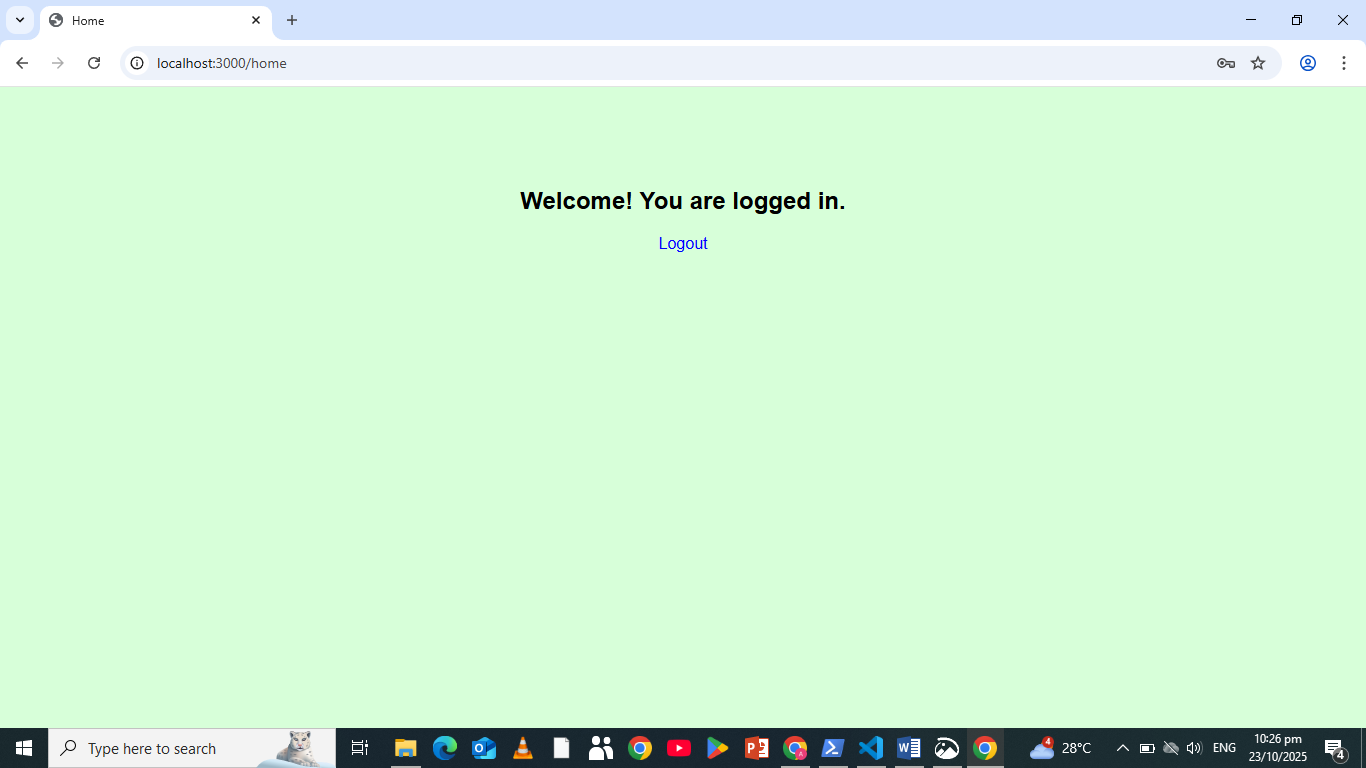 Home
localhost:3000/home
Welcome! You are logged in.
Logout
Type here to search
4
28°C
ENG
10:26 pm
23/10/2025
4